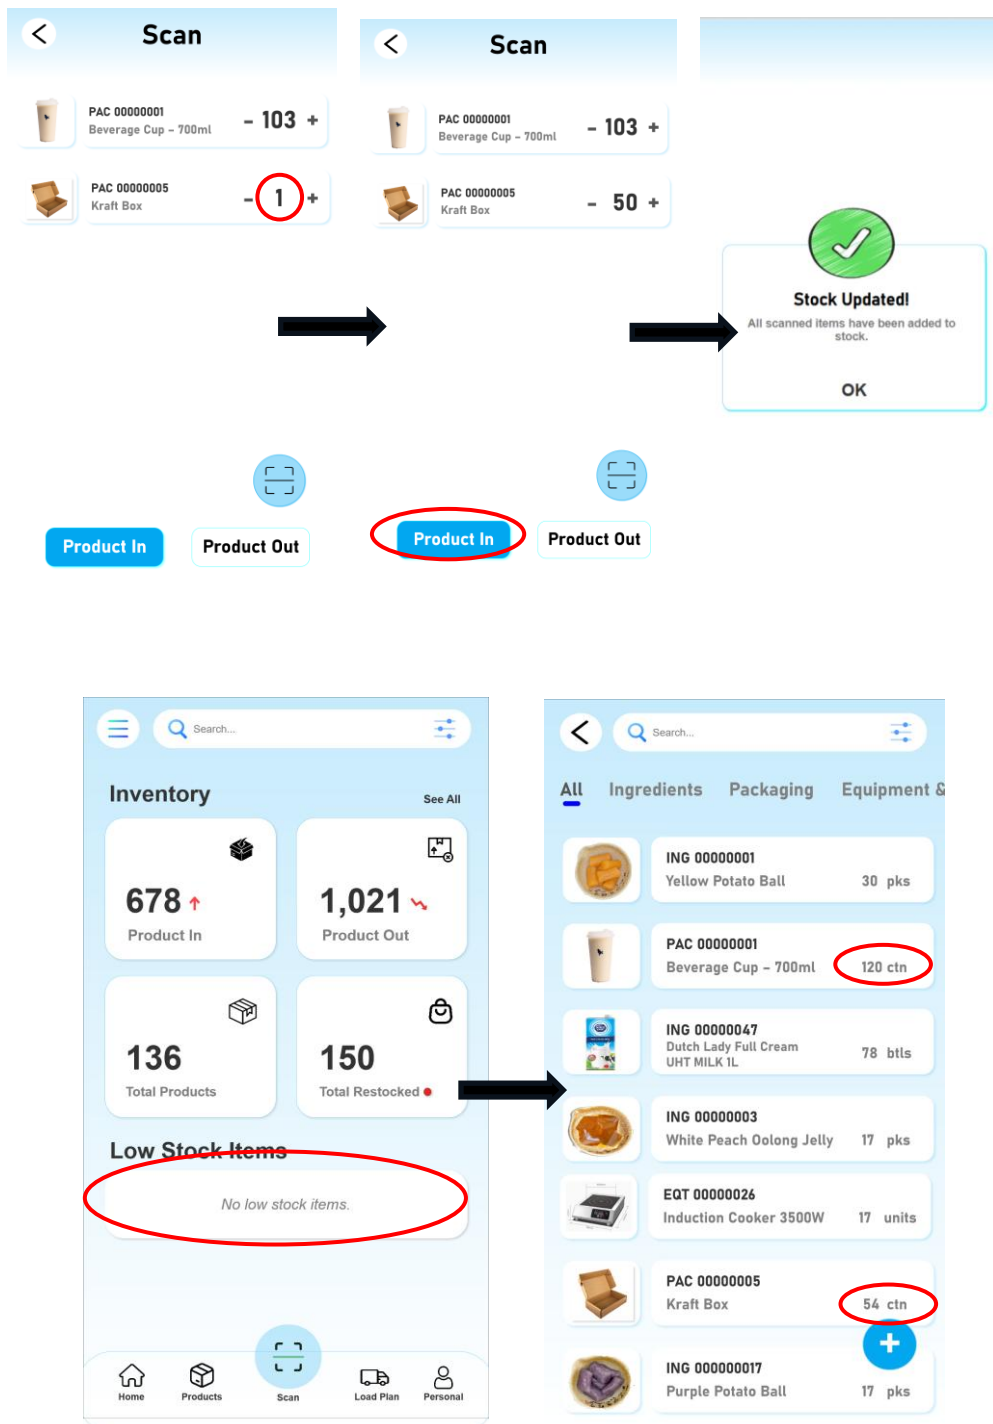 Scan
PAC 00000001
Beverage Cup - 700ml
- 103 +
PAC 00000005
Kraft Box
- 1 +
Product In
Product Out
Scan
PAC 00000001
Beverage Cup - 700ml
- 103 +
PAC 00000005
Kraft Box
- 50 +
Product In
Product Out
Stock Updated!
All scanned items have been added to
stock.
OK
Search...
Inventory
See All
678
Product In
1,021
Product Out
136
Total Products
150
Total Restocked
Low Stock Items
No low stock items.
Home
Products
Scan
Load Plan
Personal
Search...
All Ingredients Packaging Equipment &
ING 00000001
Yellow Potato Ball 30 pks
PAC 00000001
Beverage Cup - 700ml 120 ctn
ING 00000047
Dutch Lady Full Cream
UHT MILK 1L
78 btls
ING 00000003
White Peach Oolong Jelly 17 pks
EQT 00000026
Induction Cooker 3500W 17 units
PAC 00000005
Kraft Box 54 ctn
+
ING 000000017
Purple Potato Ball 17 pks